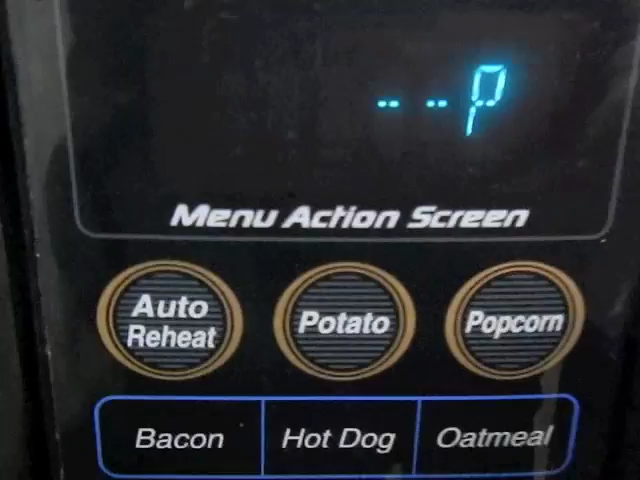 --P
Menu Action Screen
Auto
Reheat
Potato
Popcorn
Bacon
Hot Dog
Oatmeal